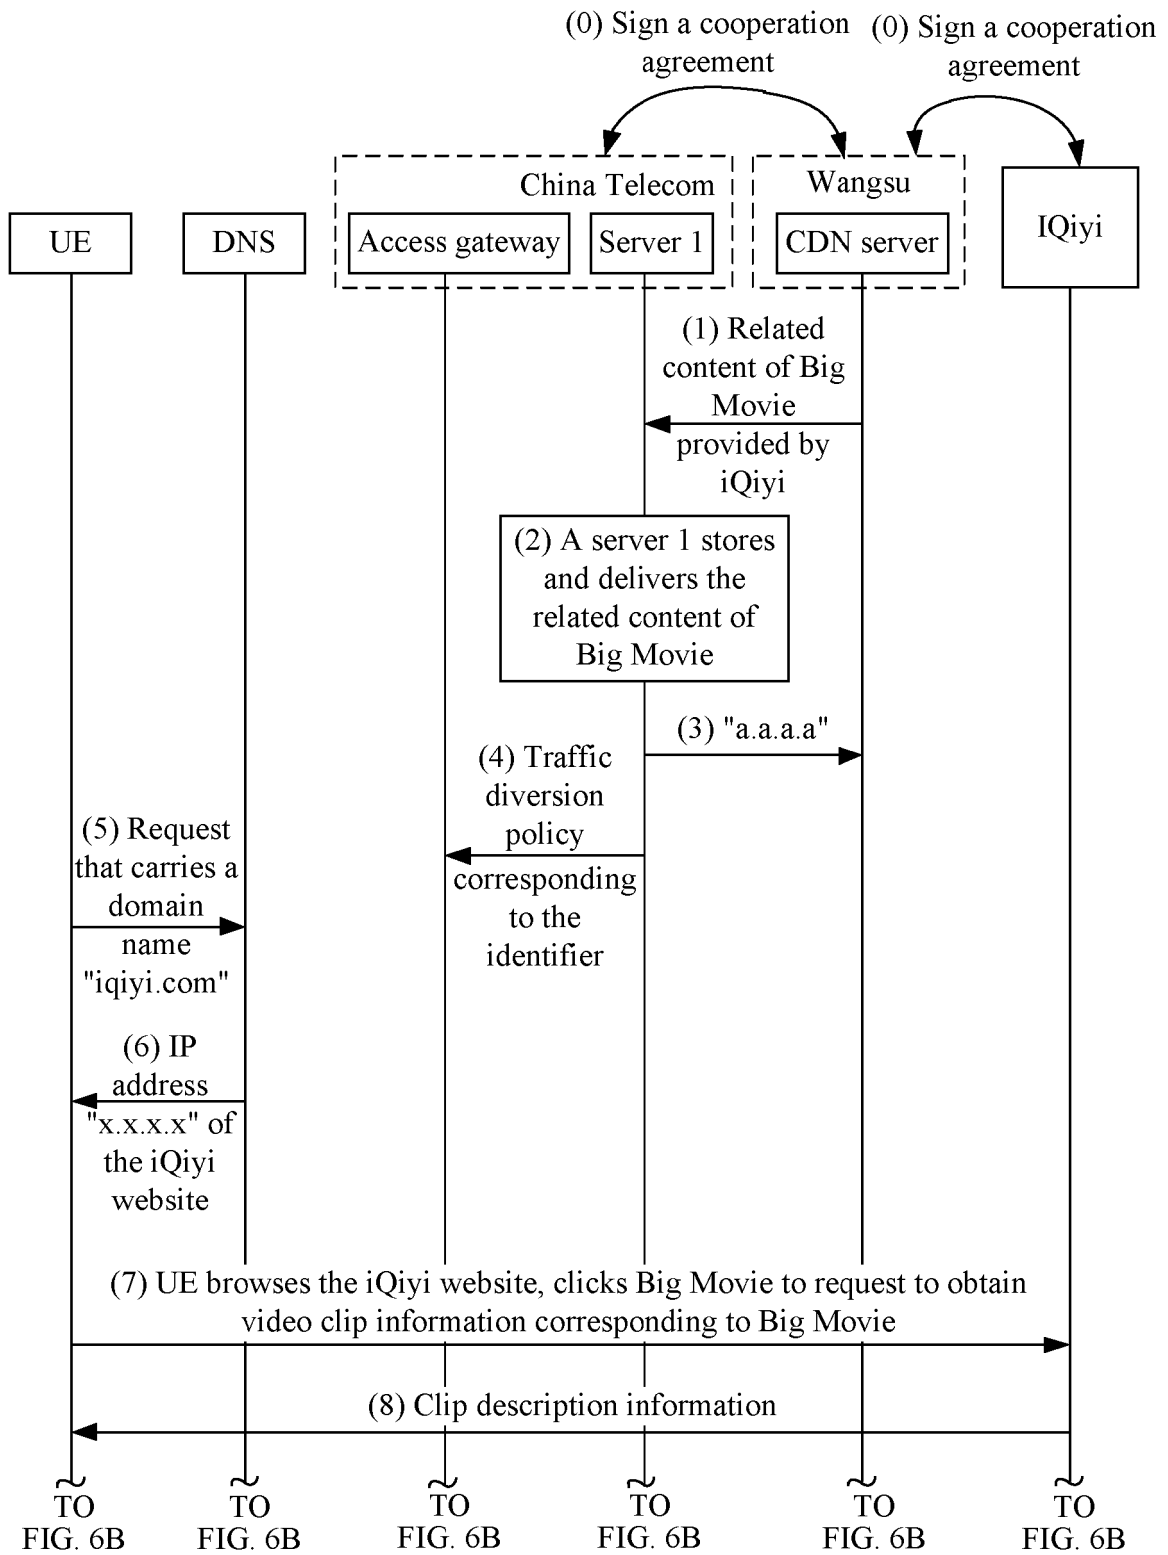 (0) Sign a cooperation
agreement
(0) Sign a cooperation
agreement
China Telecom
Wangsu
UE
DNS
Access gateway
Server 1
CDN server
IQiyi
(1) Related
content of Big
Movie
provided by
iQiyi
(2) A server 1 stores
and delivers the
related content of
Big Movie
(3) "a.a.a.a"
(4) Traffic
diversion
policy
corresponding
to the
identifier
(5) Request
that carries a
domain
name
"iqiyi.com"
(6) IP
address
"x.x.x.x" of
the iQiyi
website
(7) UE browses the iQiyi website, clicks Big Movie to request to obtain
video clip information corresponding to Big Movie
(8) Clip description information
TO
FIG. 6B
TO
FIG. 6B
TO
FIG. 6B
TO
FIG. 6B
TO
FIG. 6B
TO
FIG. 6B